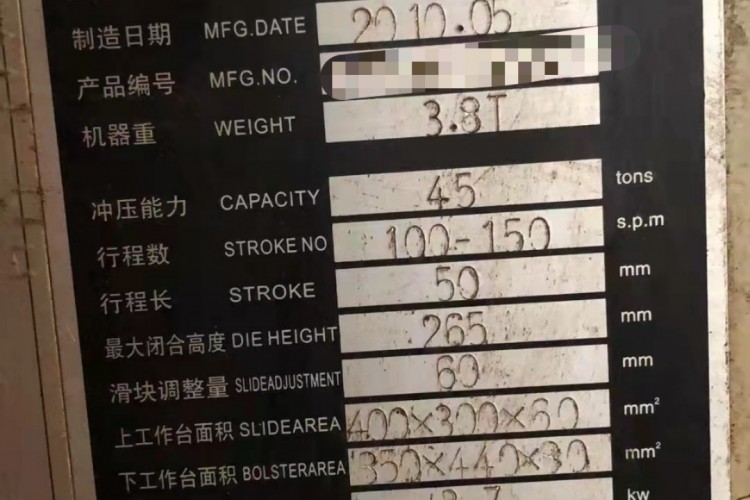 制造日期 MFG.DATE 2010.05
产品编号 MFG.NO.
机器重 WEIGHT 3.8T
冲压能力 CAPACITY 45 tons
行程数 STROKE NO 100-150 s.p.m
行程长 STROKE 50 mm
最大闭合高度 DIE HEIGHT 265 mm
滑块调整量 SLIDEADJUSTMENT 60 mm
上工作台面积 SLIDEAREA 400×300×60 mm²
下工作台面积 BOLSTERAREA 350×440×80 mm²
kw